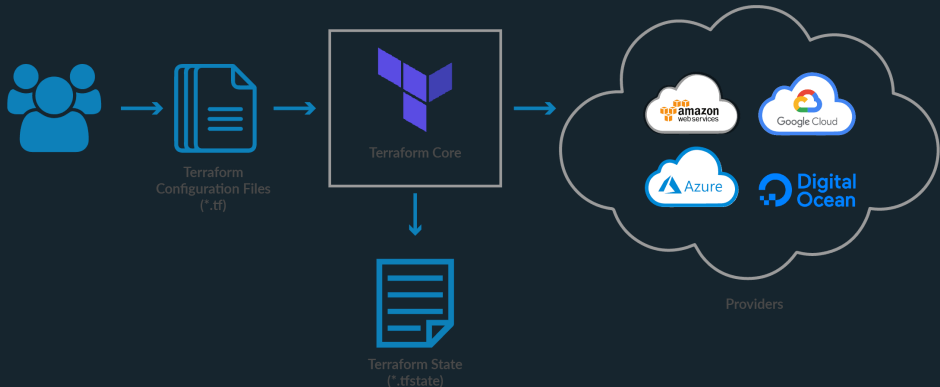 Terraform
Configuration Files
(*.tf)
Terraform Core
Terraform State
(*.tfstate)
amazon
webservices
Google Cloud
Azure
Digital
Ocean
Providers